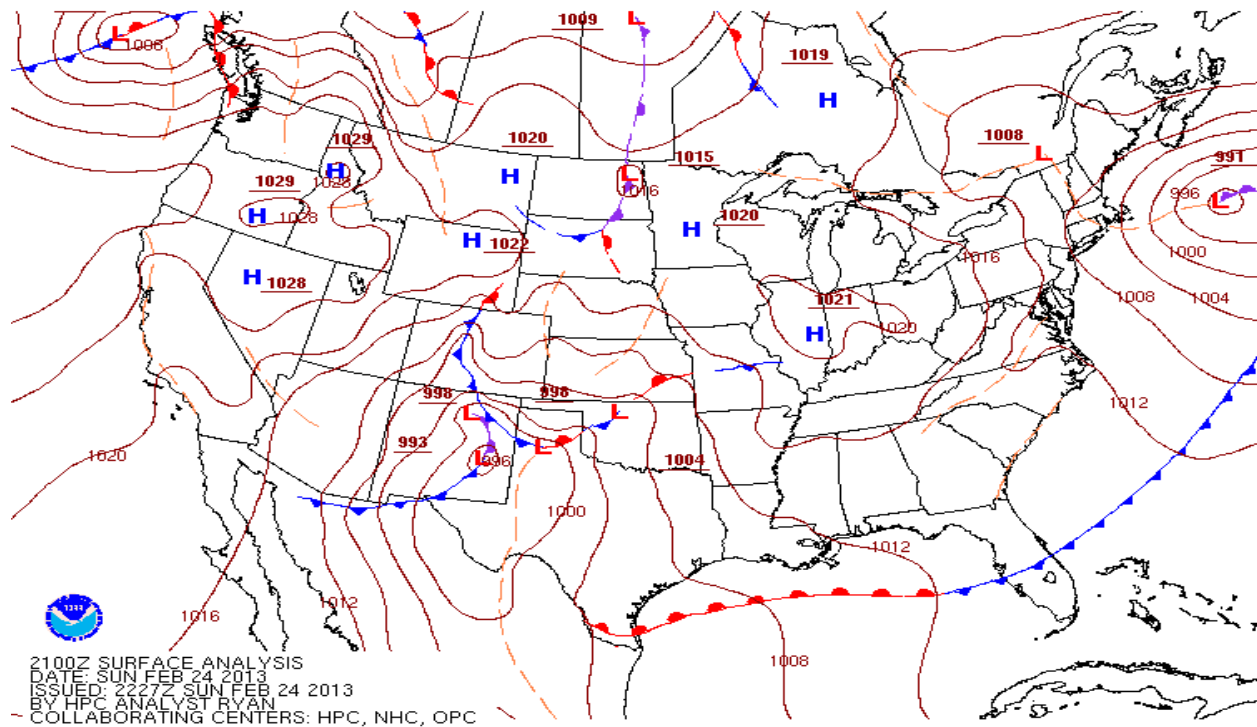 L
1009
L
1008
1019
H
1020
1029
H
1028
1015
1008
L
991
1029
H
1028
H
L
1016
1020
H
996
L
H
1022
1016
1000
H
1028
1021
1008
1004
H
1020
998
998
1012
L
L
993
L
L
996
1004
1020
1000
1012
1016
1012
1008
2100Z SURFACE ANALYSIS
DATE: SUN FEB 24 2013
ISSUED: 2227Z SUN FEB 24 2013
BY HPC ANALYST RYAN
COLLABORATING CENTERS: HPC, NHC, OPC